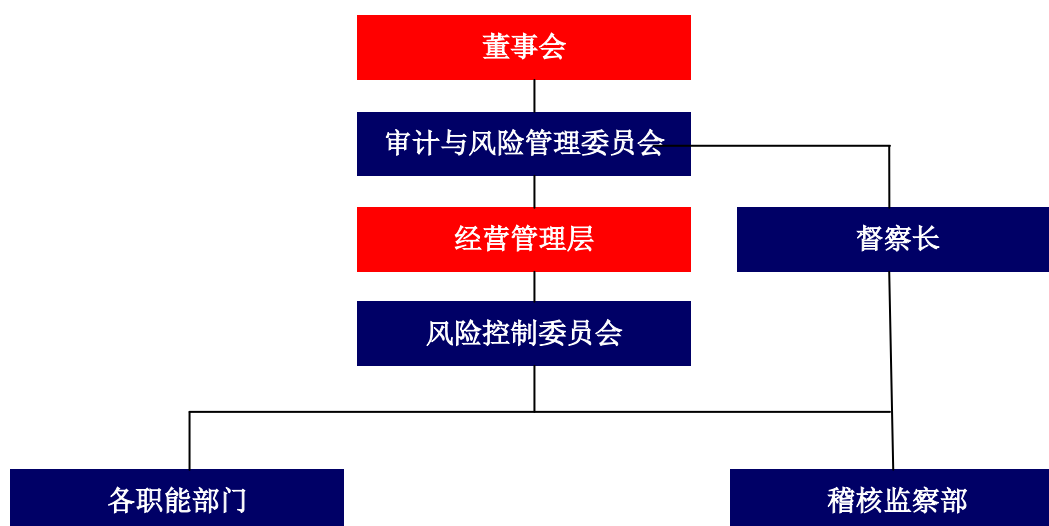 董事会
审计与风险管理委员会
经营管理层
督察长
风险控制委员会
各职能部门
稽核监察部